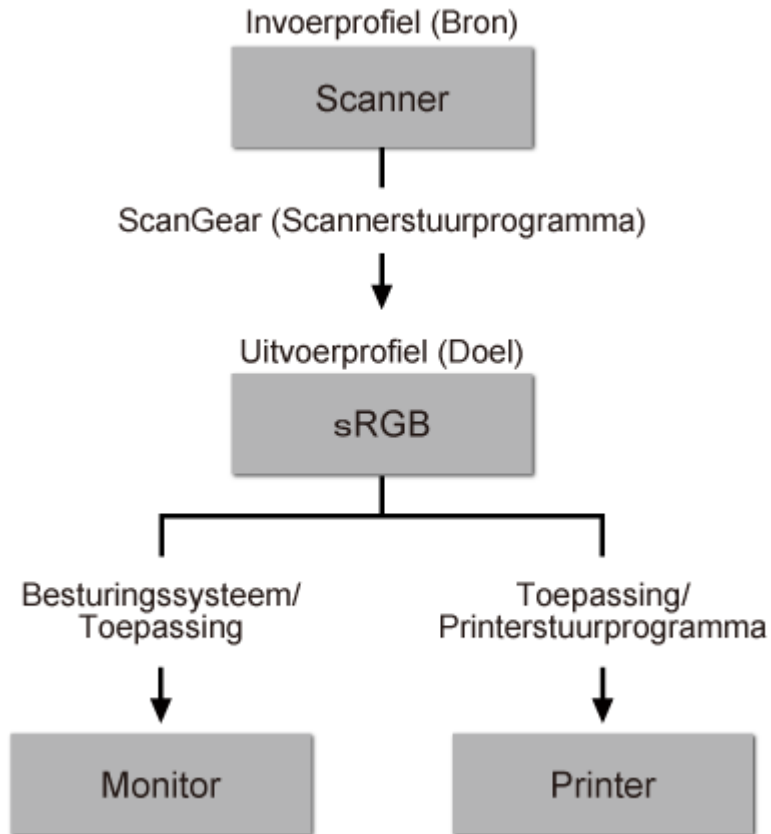 Invoerprofiel (Bron)
Scanner
ScanGear (Scannerstuurprogramma)
Uitvoerprofiel (Doel)
sRGB
Besturingssysteem/
Toepassing
Toepassing/
Printerstuurprogramma
Monitor
Printer